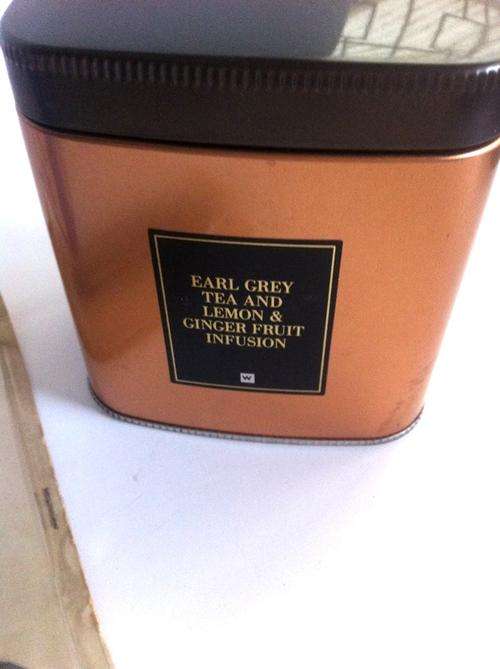 EARL GREY
TEA AND
LEMON &
GINGER FRUIT
INFUSION
W